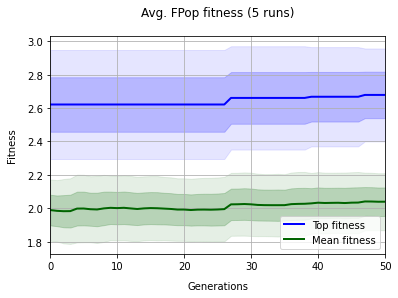 Avg. FPop fitness (5 runs)
3.0
2.8
2.6
2.4
2.2
2.0
1.8
Fitness
0 10 20 30 40 50
Generations
Top fitness
Mean fitness